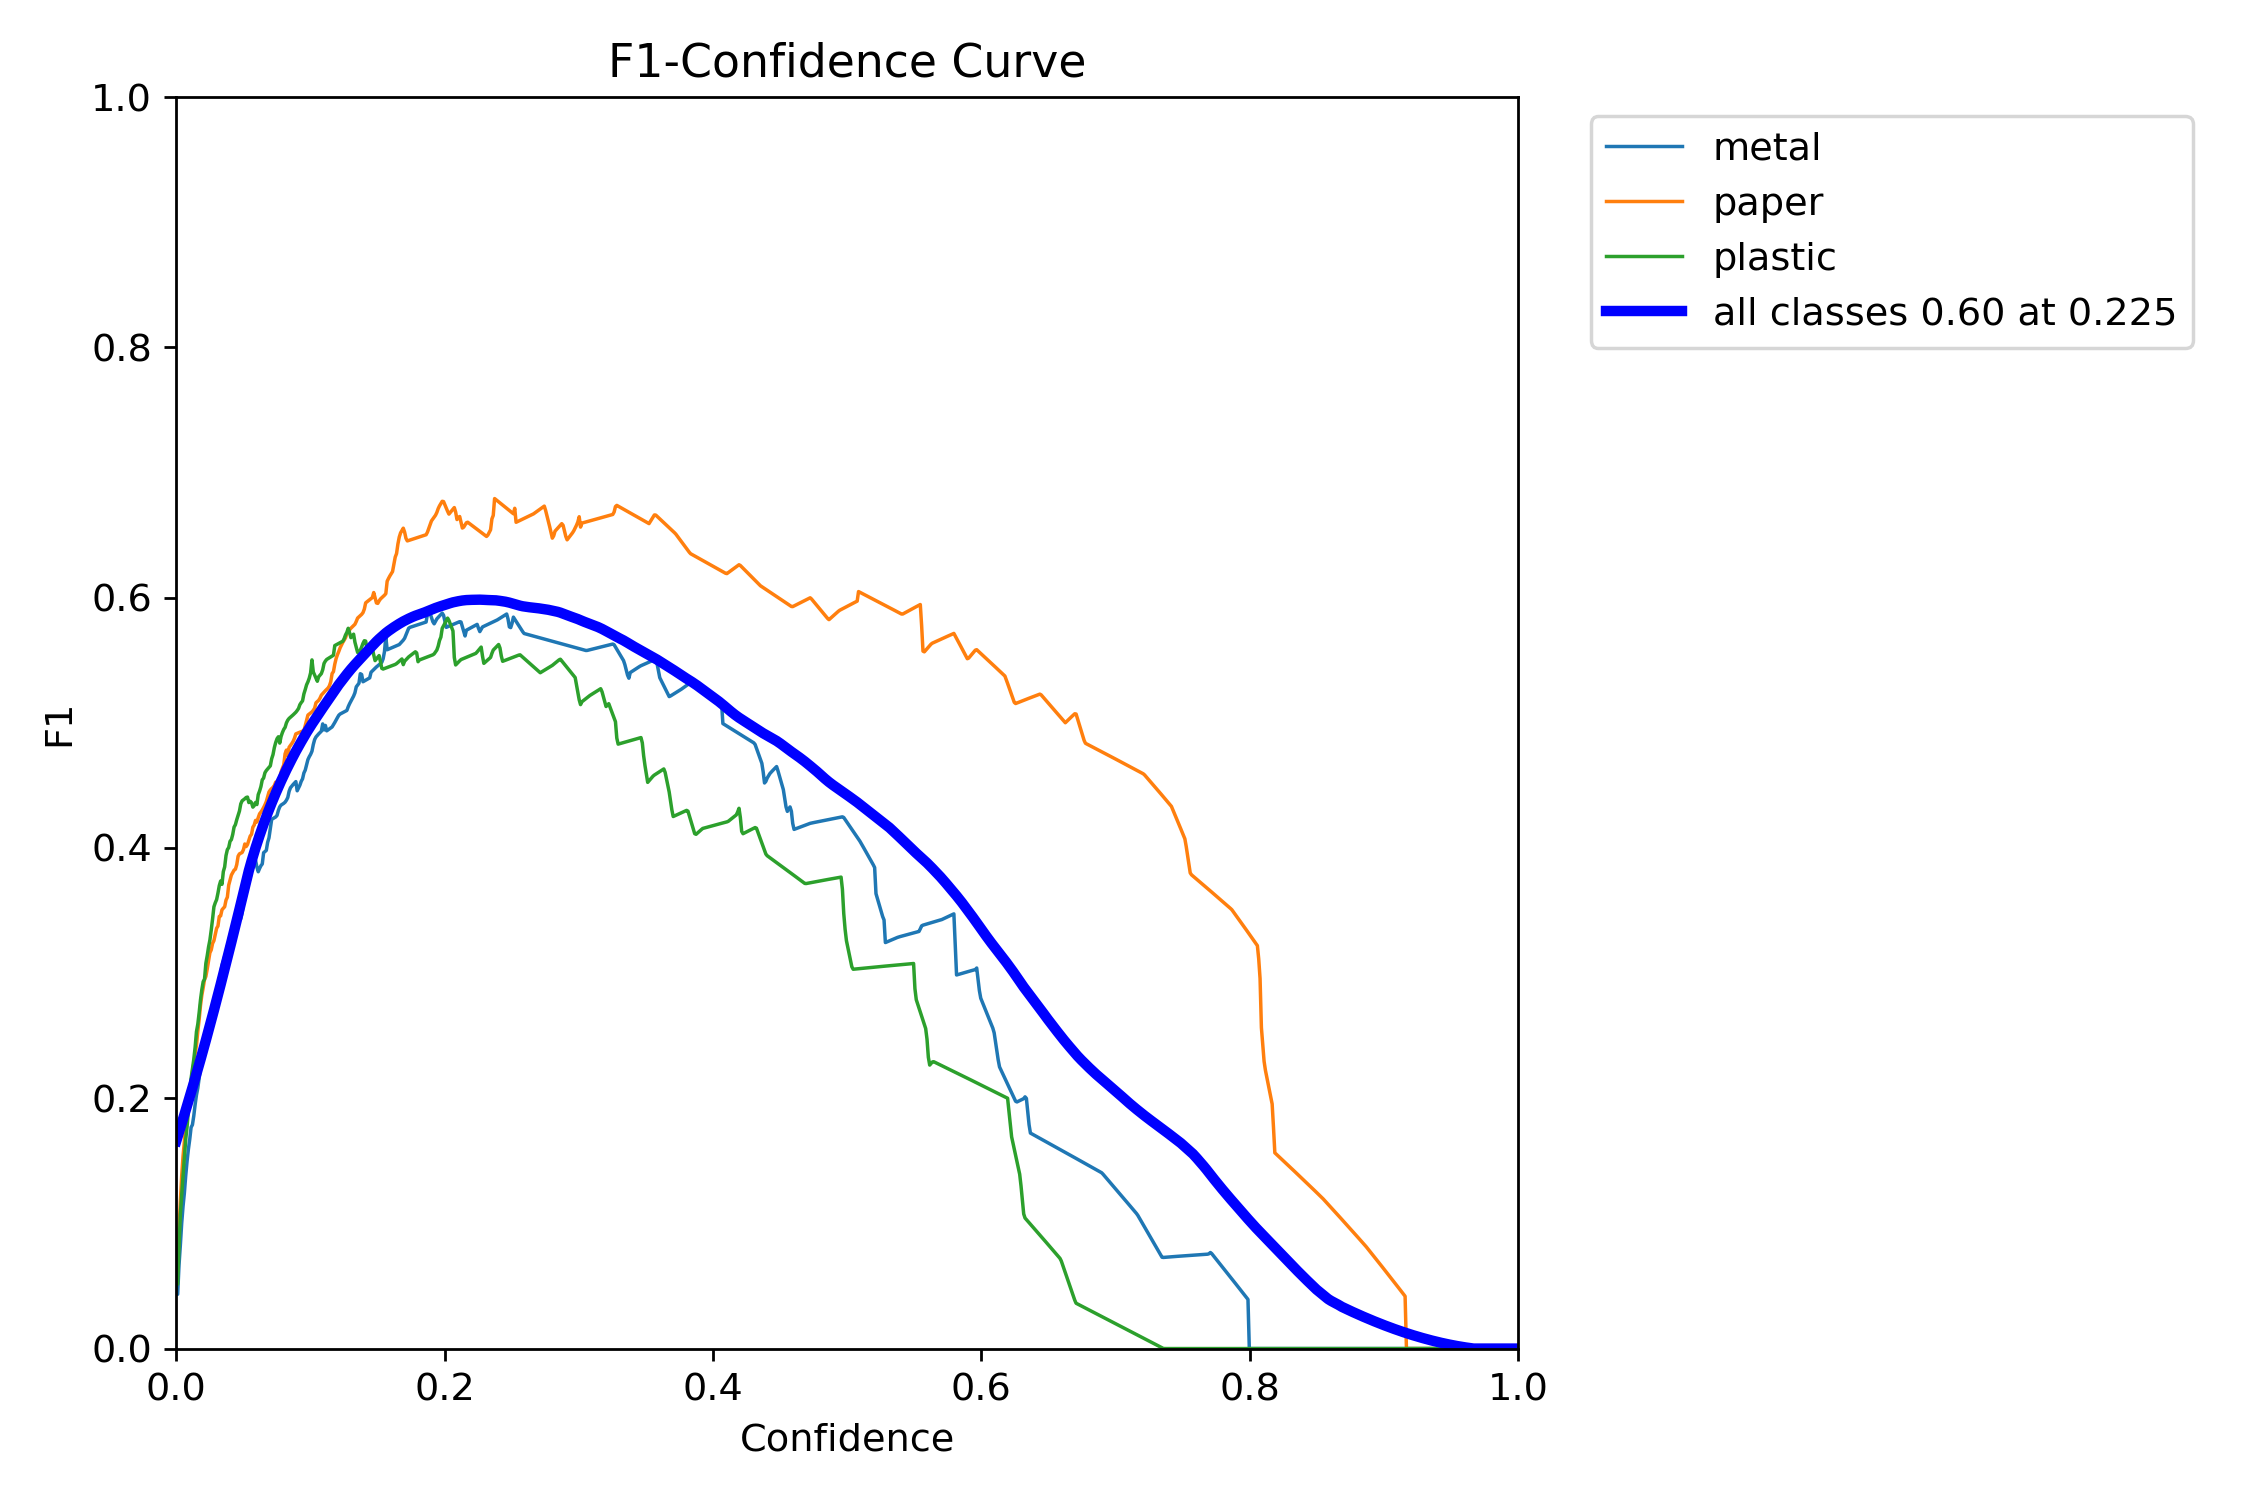 F1-Confidence Curve
1.0
0.8
0.6
0.4
0.2
0.0
F1
0.0 0.2 0.4 0.6 0.8 1.0
Confidence
metal
paper
plastic
all classes 0.60 at 0.225